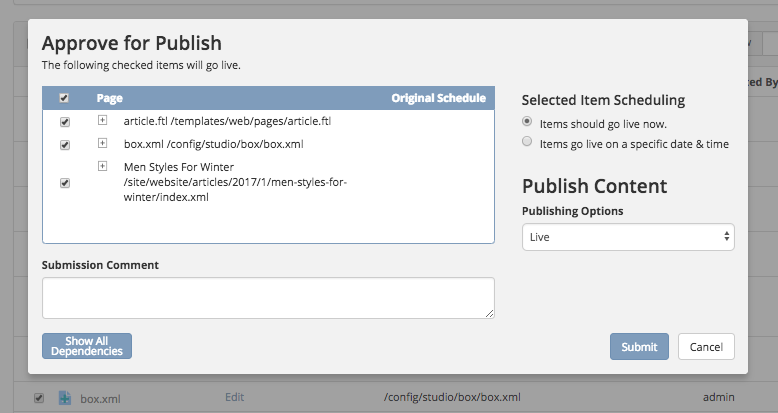 Approve for Publish
The following checked items will go live.
Page Original Schedule
article.ftl /templates/web/pages/article.ftl
box.xml /config/studio/box/box.xml
Men Styles For Winter
/site/website/articles/2017/1/men-styles-for-
winter/index.xml
Submission Comment
Show All
Dependencies
Selected Item Scheduling
Items should go live now.
Items go live on a specific date & time
Publish Content
Publishing Options
Live
Submit Cancel
ed By
box.xml Edit /config/studio/box/box.xml admin